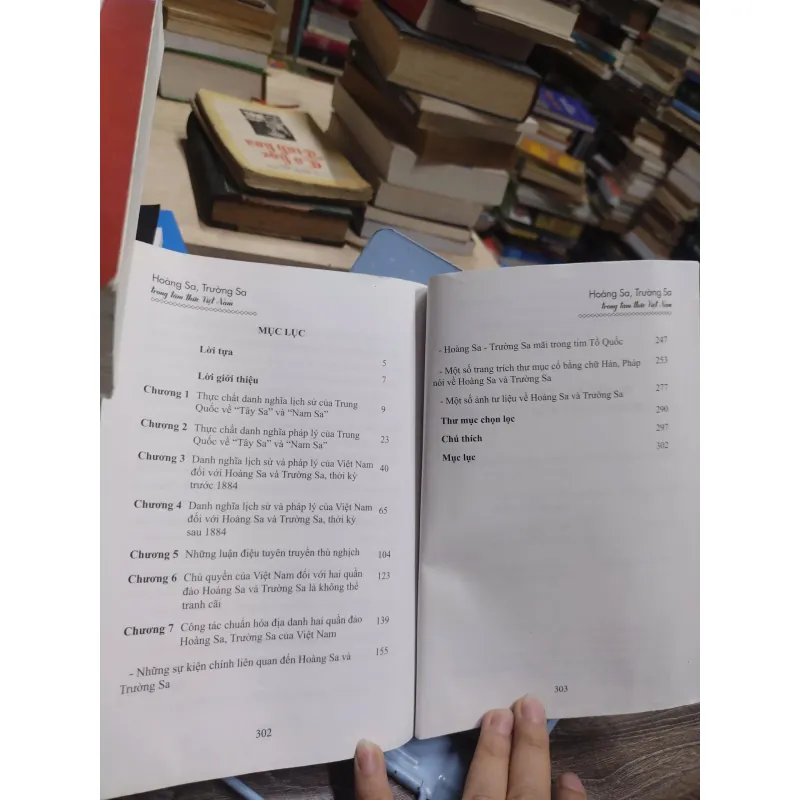 Cô Bóc
Trinh Lan
Hoàng Sa, Trường Sa
trong tâm thức Việt Nam
MỤC LỤC
Lời tựa 5
Lời giới thiệu 7
Chương 1 Thực chất danh nghĩa lịch sử của Trung
Quốc về “Tây Sa” và “Nam Sa” 9
Chương 2 Thực chất danh nghĩa pháp lý của Trung
Quốc về “Tây Sa” và “Nam Sa” 23
Chương 3 Danh nghĩa lịch sử và pháp lý của Việt Nam
đối với Hoàng Sa và Trường Sa, thời kỳ 40
trước 1884
Chương 4 Danh nghĩa lịch sử và pháp lý của Việt Nam
đối với Hoàng Sa và Trường Sa, thời kỳ 65
sau 1884
Chương 5 Những luận điệu tuyên truyền thù nghịch 104
Chương 6 Chủ quyền của Việt Nam đối với hai quần 123
đảo Hoàng Sa và Trường Sa là không thể
tranh cãi
Chương 7 Công tác chuẩn hóa địa danh hai quần đảo 139
Hoàng Sa, Trường Sa của Việt Nam
- Những sự kiện chính liên quan đến Hoàng Sa và 155
Trường Sa
302
Hoàng Sa, Trường Sa
trong tâm thức Việt Nam
- Hoàng Sa - Trường Sa mãi trong tim Tổ Quốc 247
- Một số trang trích thư mục cổ bằng chữ Hán, Pháp 253
nói về Hoàng Sa và Trường Sa
- Một số ảnh tư liệu về Hoàng Sa và Trường Sa 277
Thư mục chọn lọc 290
Chú thích 297
Mục lục 302
303